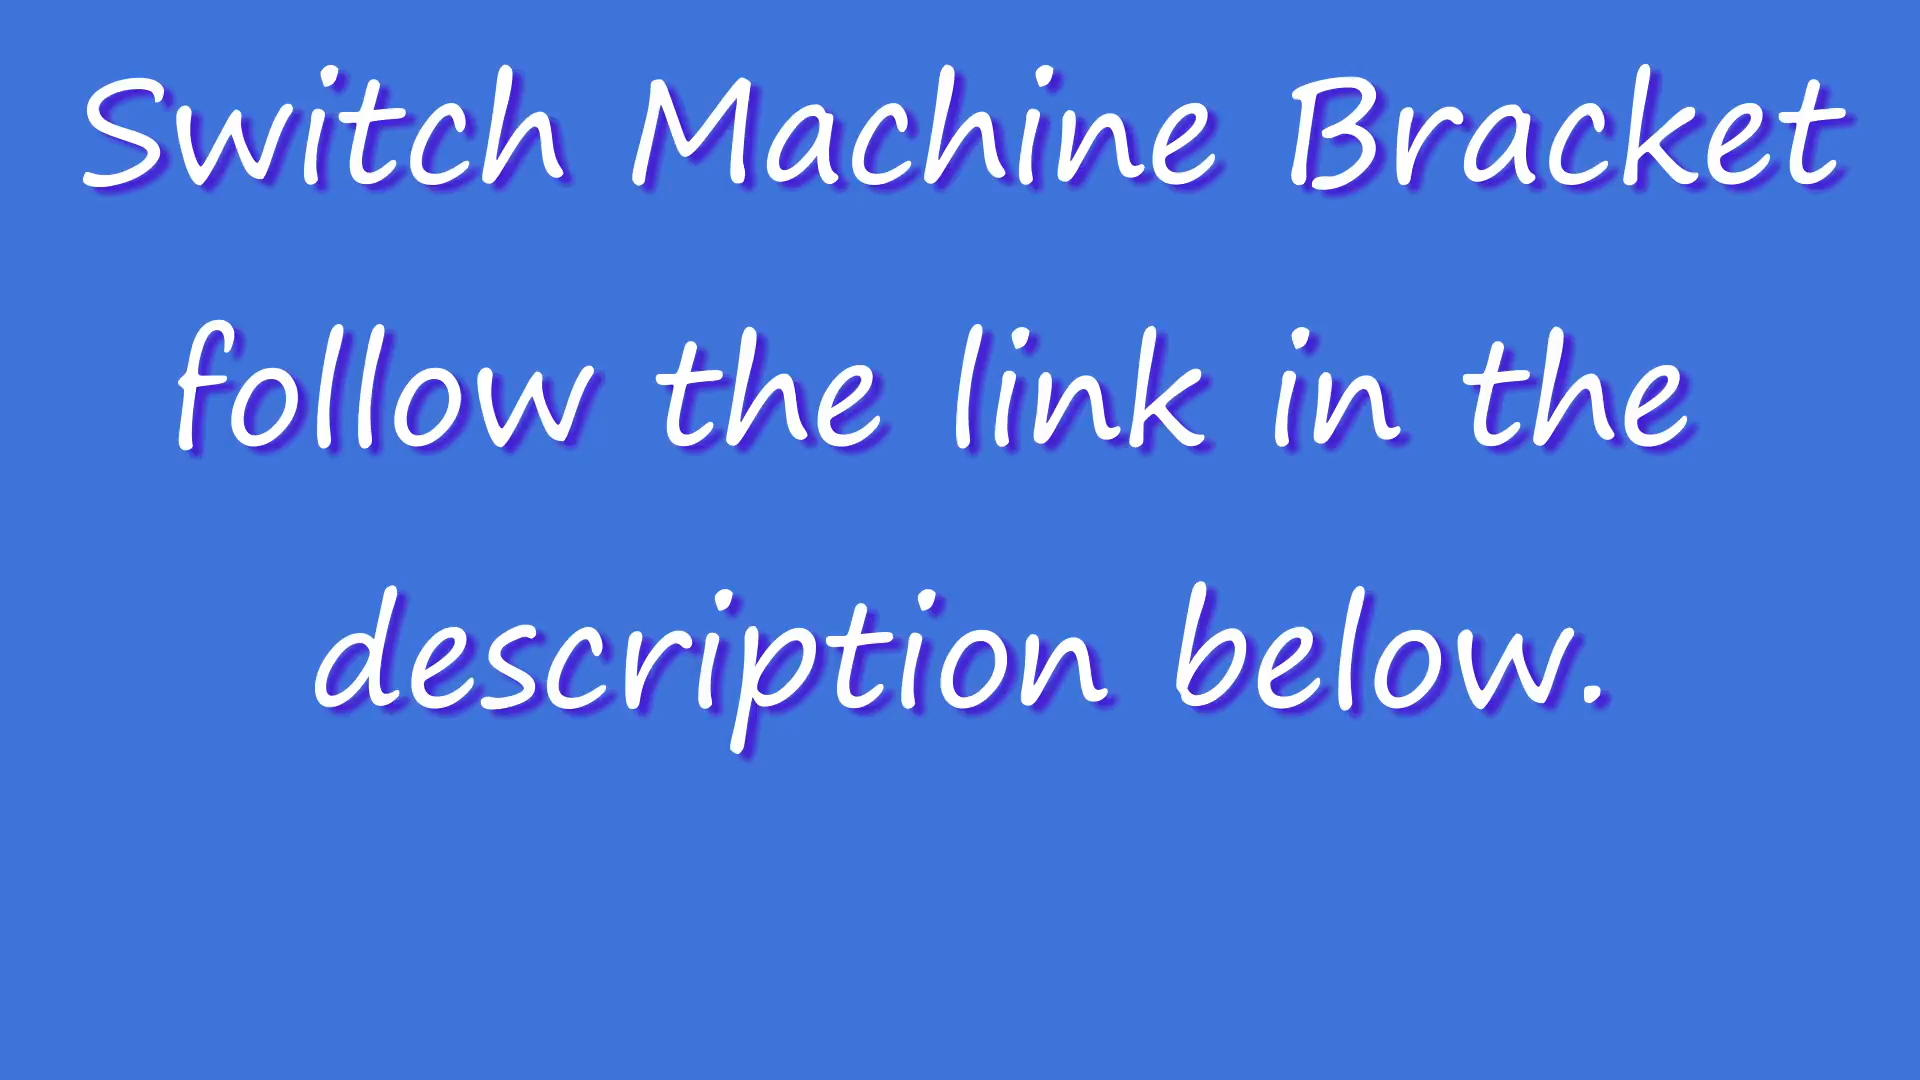 Switch Machine Bracket
follow the link in the
description below.